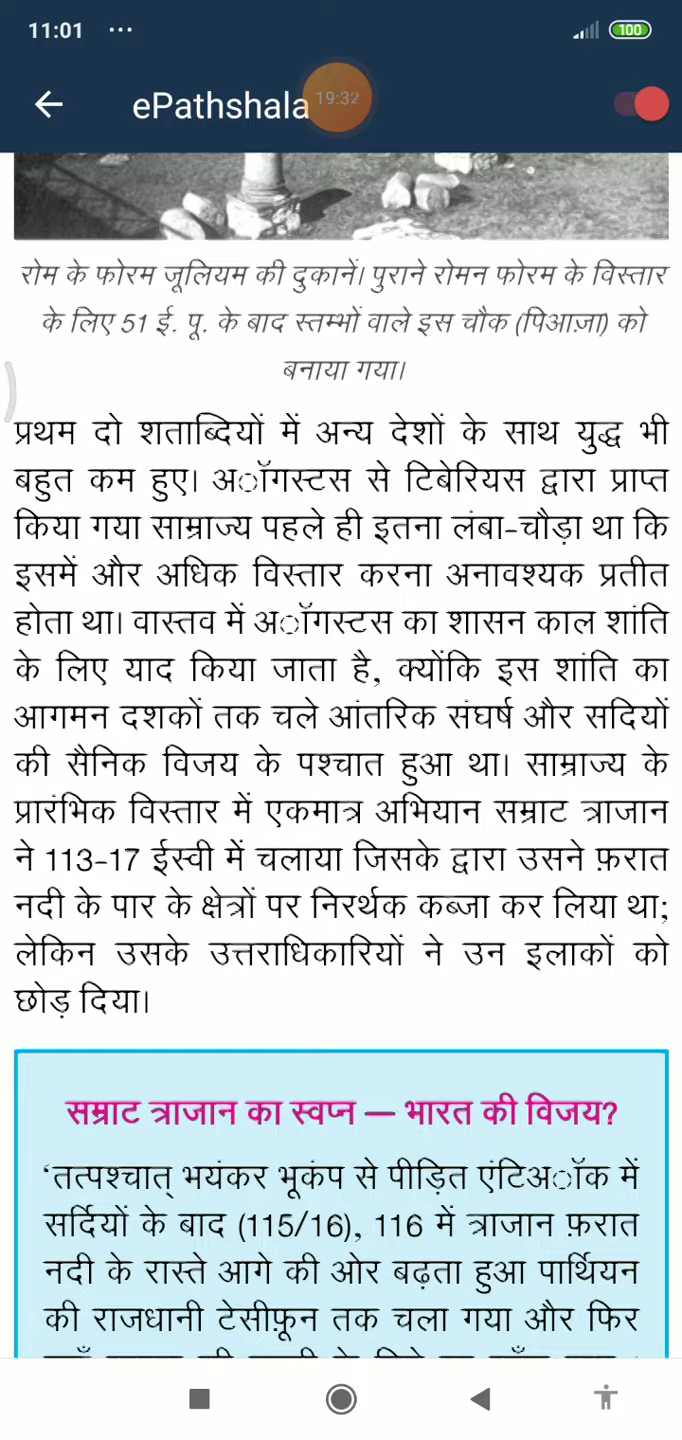 11:01 ... 100
ePathshala 19:32
रोम के फोरम जूलियम की दुकानें। पुराने रोमन फोरम के विस्तार
के लिए 51 ई. पू. के बाद स्तम्भों वाले इस चौक (पिआज़ा) को
बनाया गया।
प्रथम दो शताब्दियों में अन्य देशों के साथ युद्ध भी
बहुत कम हुए। अॉगस्टस से टिबेरियस द्वारा प्राप्त
किया गया साम्राज्य पहले ही इतना लंबा-चौड़ा था कि
इसमें और अधिक विस्तार करना अनावश्यक प्रतीत
होता था। वास्तव में अॉगस्टस का शासन काल शांति
के लिए याद किया जाता है, क्योंकि इस शांति का
आगमन दशकों तक चले आंतरिक संघर्ष और सदियों
की सैनिक विजय के पश्चात हुआ था। साम्राज्य के
प्रारंभिक विस्तार में एकमात्र अभियान सम्राट त्राजान
ने 113-17 ईस्वी में चलाया जिसके द्वारा उसने फ़रात
नदी के पार के क्षेत्रों पर निरर्थक कब्जा कर लिया था;
लेकिन उसके उत्तराधिकारियों ने उन इलाकों को
छोड़ दिया।
सम्राट त्राजान का स्वप्न — भारत की विजय?
‘तत्पश्चात् भयंकर भूकंप से पीड़ित एंटिअॉक में
सर्दियों के बाद (115/16), 116 में त्राजान फ़रात
नदी के रास्ते आगे की ओर बढ़ता हुआ पार्थियन
की राजधानी टेसीफ़ून तक चला गया और फिर